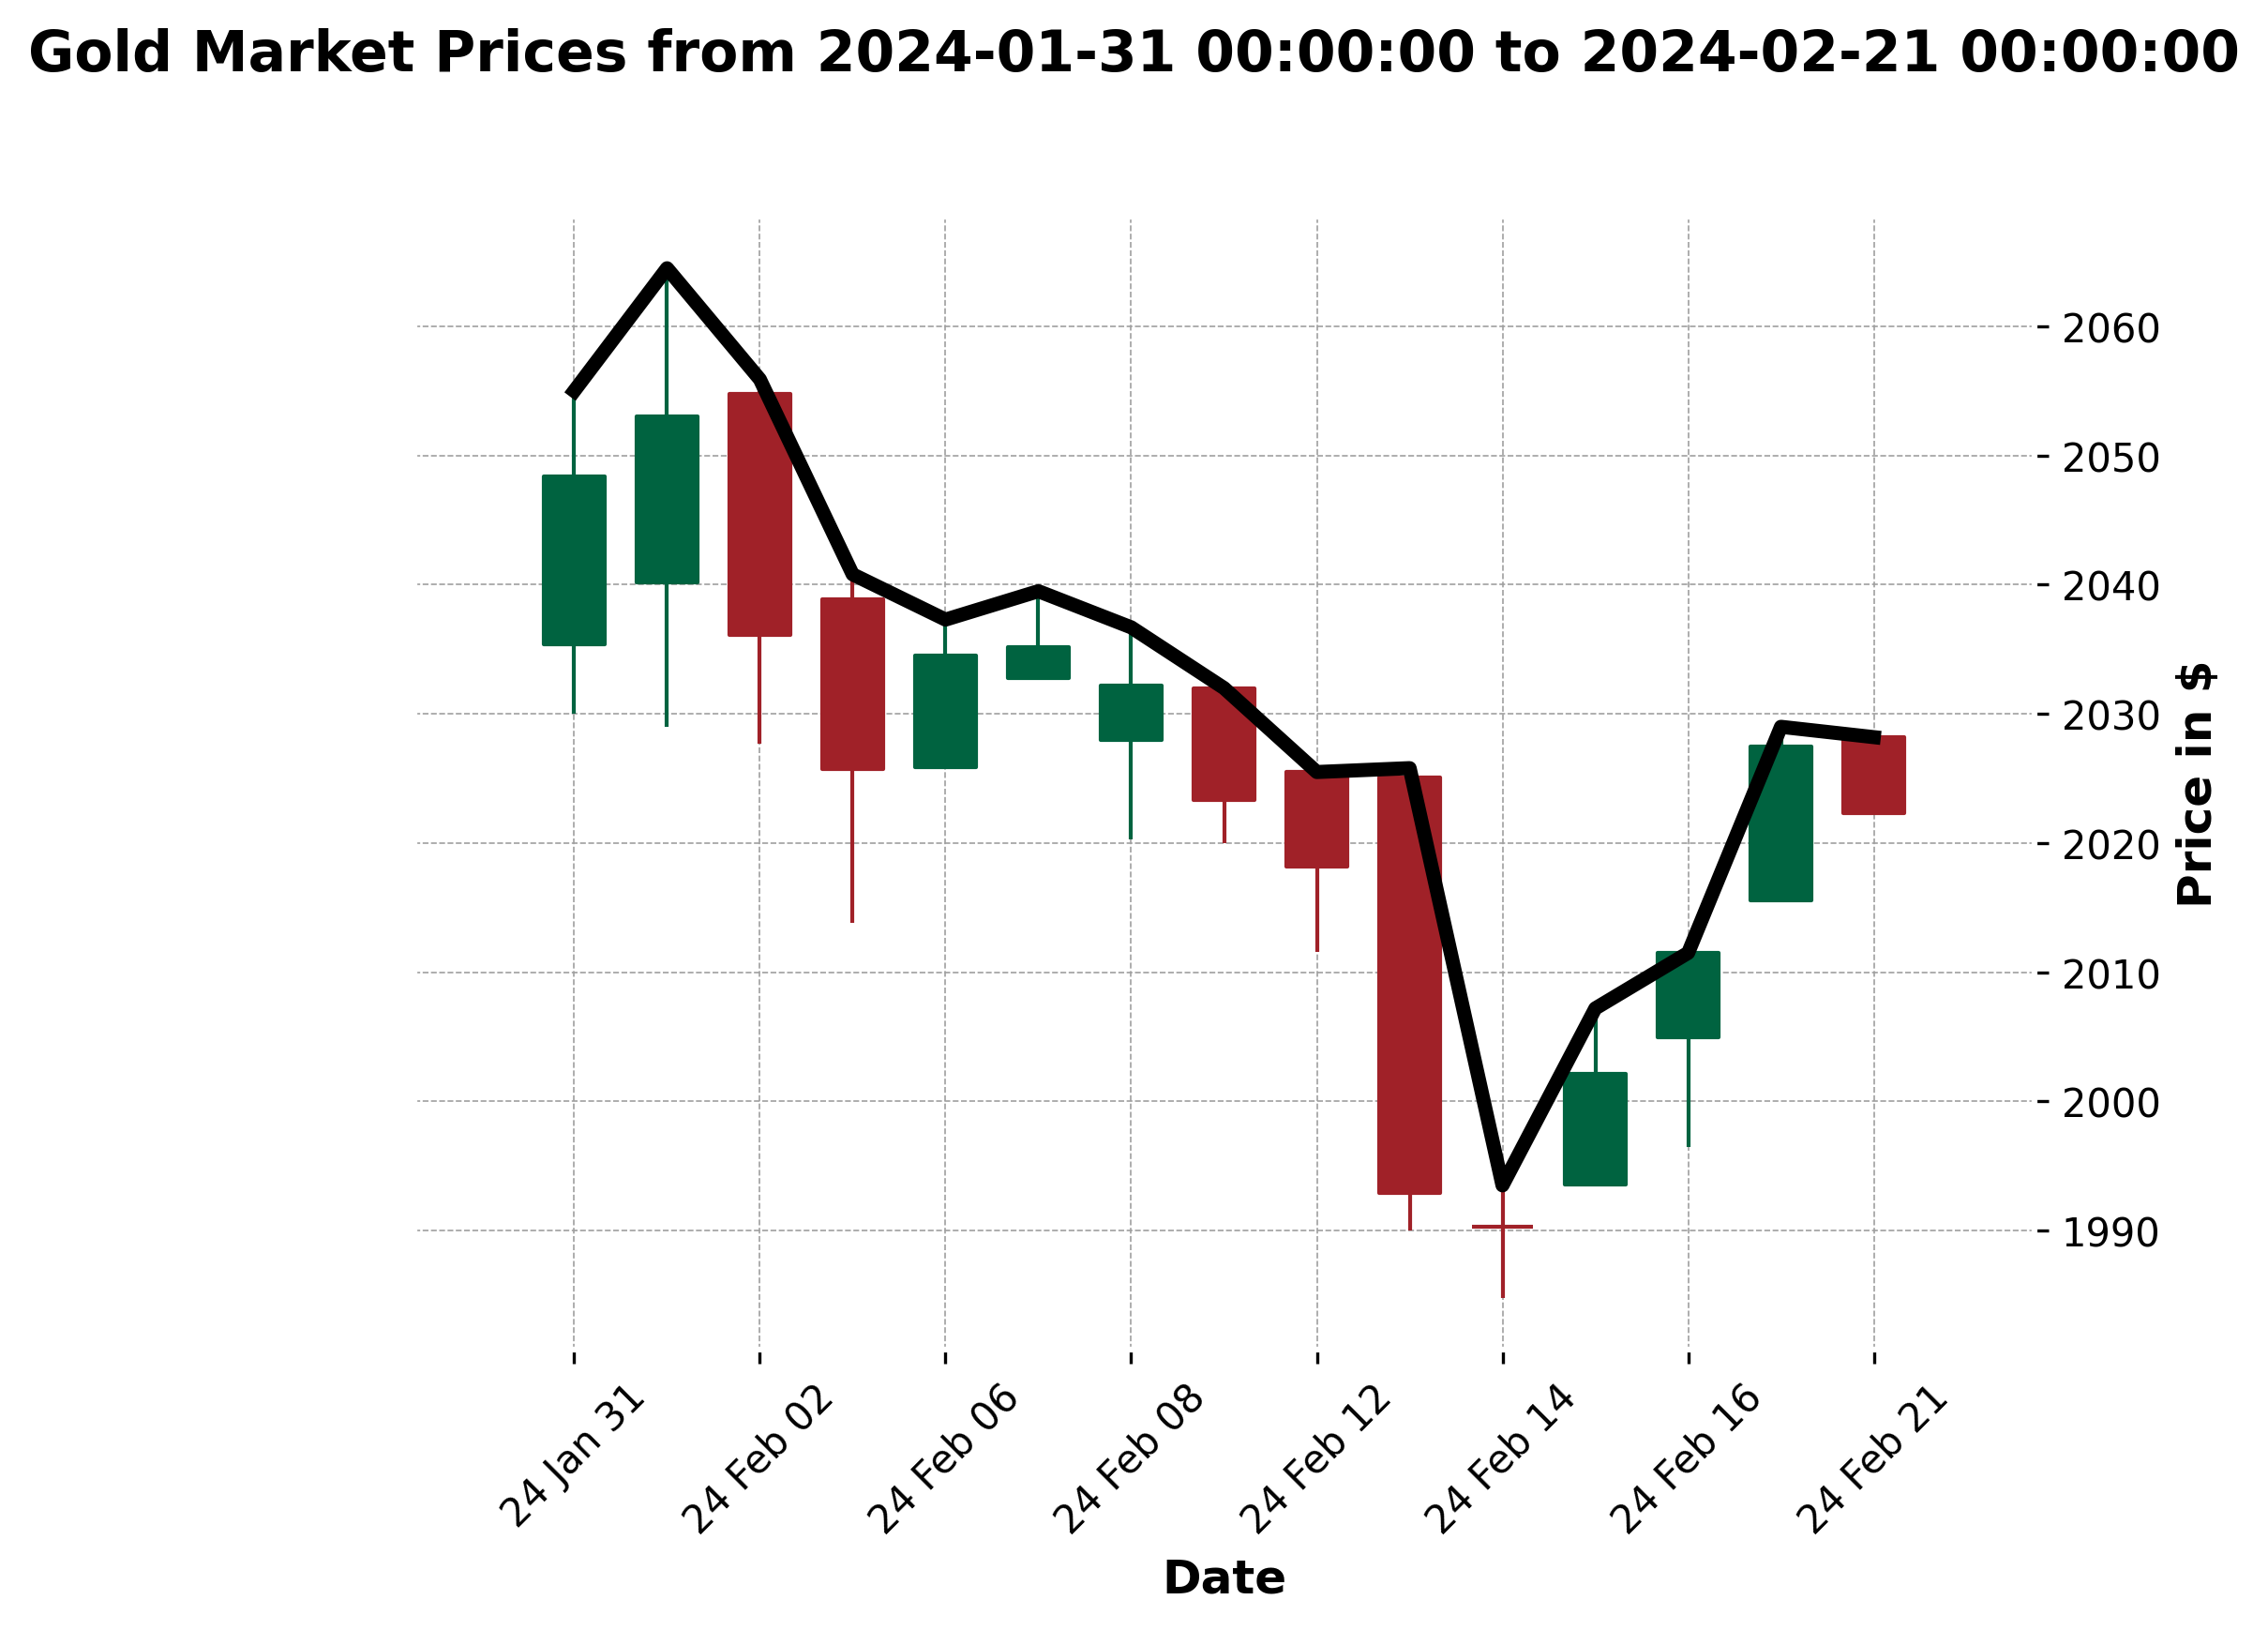 Gold Market Prices from 2024-01-31 00:00:00 to 2024-02-21 00:00:00
2060
2050
2040
2030
2020
2010
2000
1990
Price in $
24 Jan 31
24 Feb 02
24 Feb 06
24 Feb 08
24 Feb 12
24 Feb 14
24 Feb 16
24 Feb 21
Date